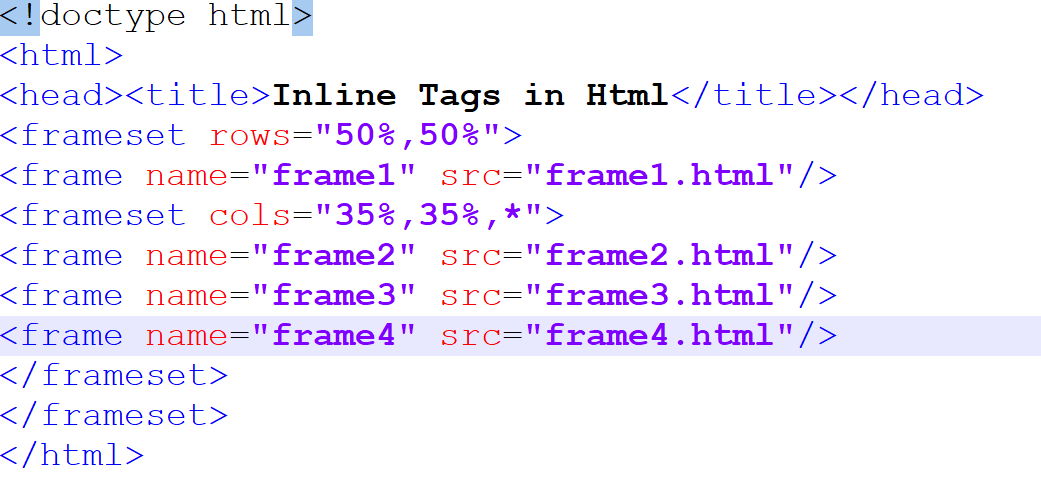 <!doctype html>
<html>
<head><title>Inline Tags in Html</title></head>
<frameset rows="50%,50%">
<frame name="frame1" src="frame1.html"/>
<frameset cols="35%,35%,*">
<frame name="frame2" src="frame2.html"/>
<frame name="frame3" src="frame3.html"/>
<frame name="frame4" src="frame4.html"/>
</frameset>
</frameset>
</html>